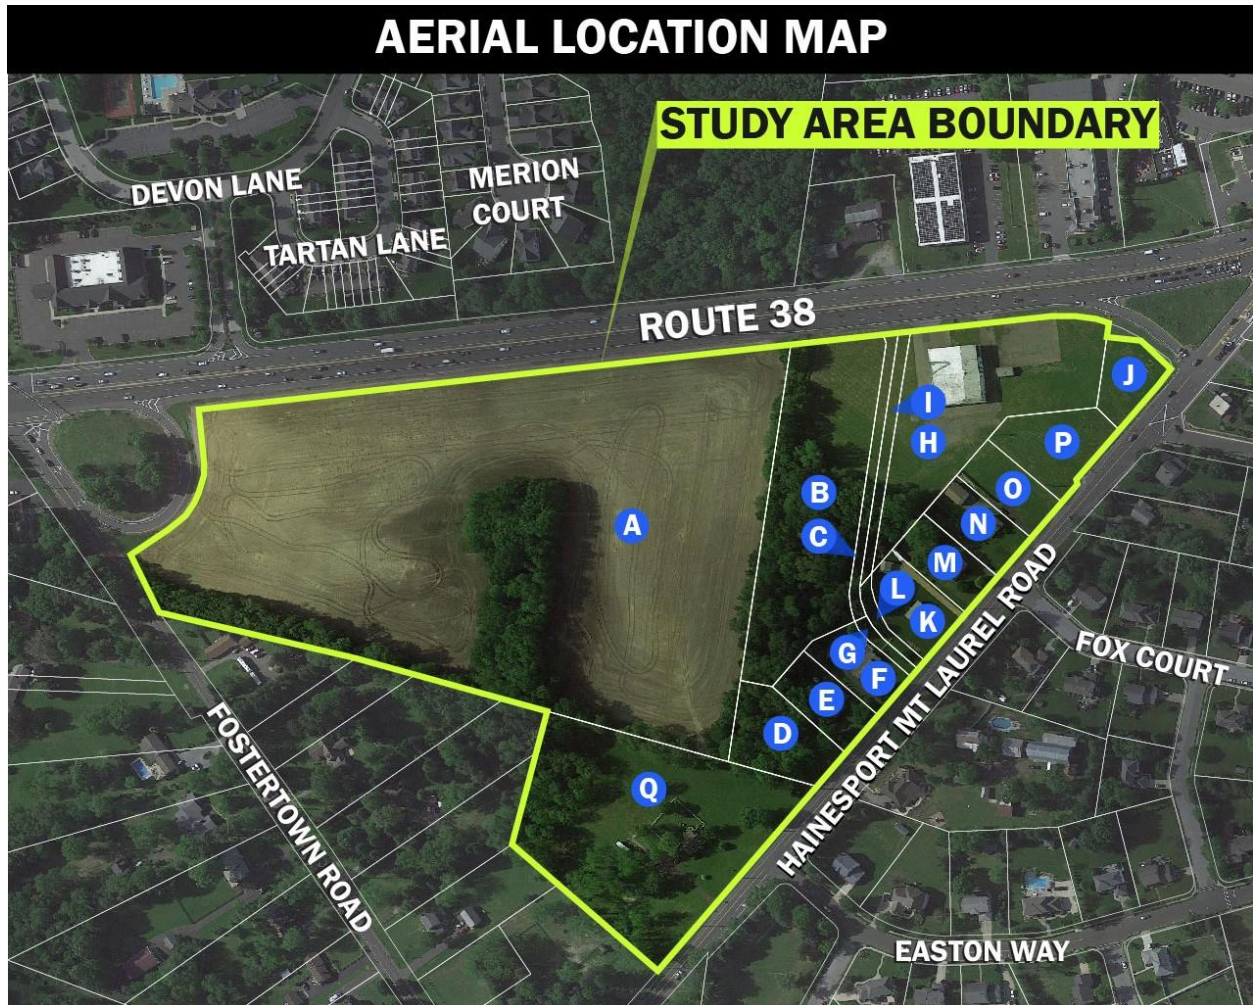 AERIAL LOCATION MAP
STUDY AREA BOUNDARY
DEVON LANE
MERION
COURT
TARTAN LANE
ROUTE 38
J
I
H
P
B
O
A
N
C
M
L
K
G
F
E
D
Q
FOX COURT
HAINESPORT MT LAUREL ROAD
FOSTERTOWN ROAD
EASTON WAY